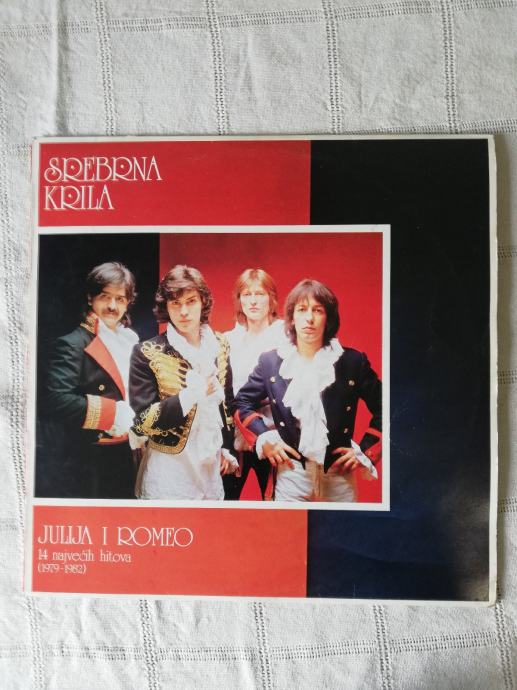 SREBRNA
KRILA
JULIJA I ROMEO
14 najvećih hitova
(1979-1982)